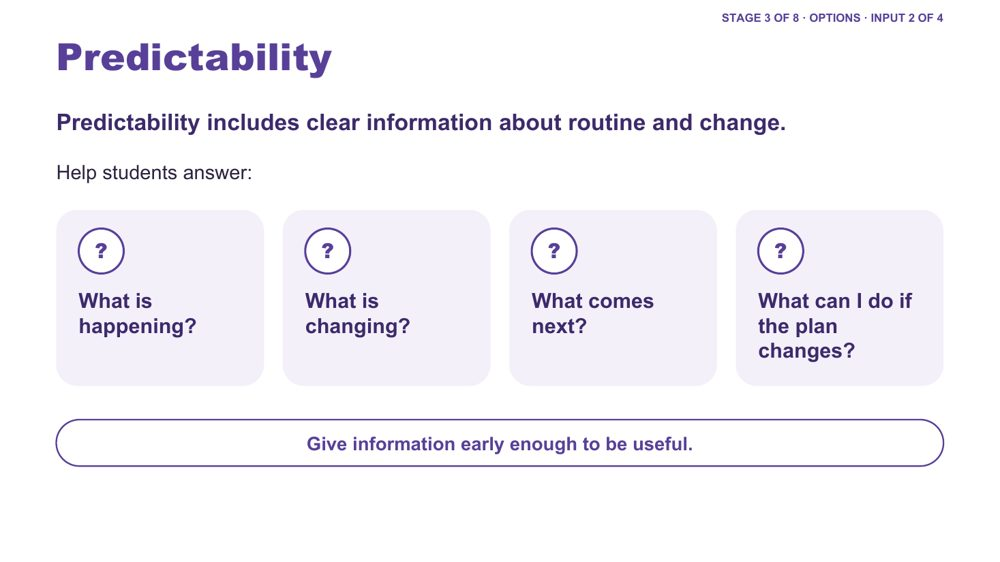 STAGE 3 OF 8 · OPTIONS · INPUT 2 OF 4
Predictability
Predictability includes clear information about routine and change.
Help students answer:
?
What is
happening?
?
What is
changing?
?
What comes
next?
?
What can I do if
the plan
changes?
Give information early enough to be useful.